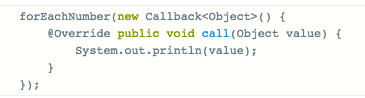 forEachNumber(new Callback<Object>() {
    @Override public void call(Object value) {
        System.out.println(value);
    }
});